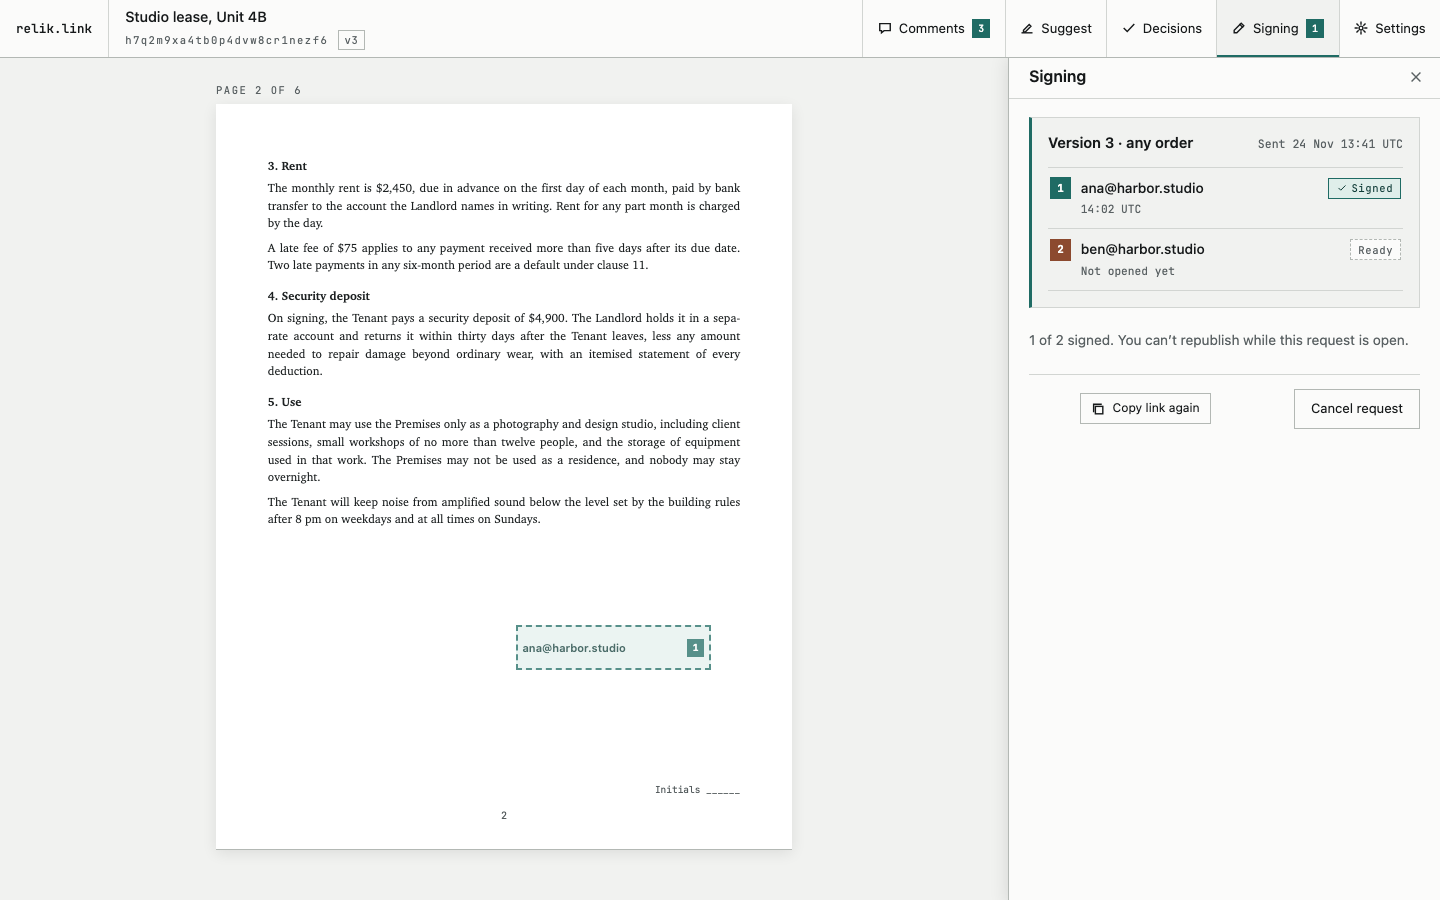 relik.link
Studio lease, Unit 4B
h7q2m9xa4tb0p4dvw8cr1nezf6 v3
Comments 3
Suggest
Decisions
Signing 1
Settings
PAGE 2 OF 6
3. Rent
The monthly rent is $2,450, due in advance on the first day of each month, paid by bank
transfer to the account the Landlord names in writing. Rent for any part month is charged
by the day.
A late fee of $75 applies to any payment received more than five days after its due date.
Two late payments in any six-month period are a default under clause 11.
4. Security deposit
On signing, the Tenant pays a security deposit of $4,900. The Landlord holds it in a sepa-
rate account and returns it within thirty days after the Tenant leaves, less any amount
needed to repair damage beyond ordinary wear, with an itemised statement of every
deduction.
5. Use
The Tenant may use the Premises only as a photography and design studio, including client
sessions, small workshops of no more than twelve people, and the storage of equipment
used in that work. The Premises may not be used as a residence, and nobody may stay
overnight.
The Tenant will keep noise from amplified sound below the level set by the building rules
after 8 pm on weekdays and at all times on Sundays.
ana@harbor.studio 1
Initials ______
2
Signing
Version 3 · any order
Sent 24 Nov 13:41 UTC
1 ana@harbor.studio
Signed
14:02 UTC
2 ben@harbor.studio
Ready
Not opened yet
1 of 2 signed. You can’t republish while this request is open.
Copy link again
Cancel request